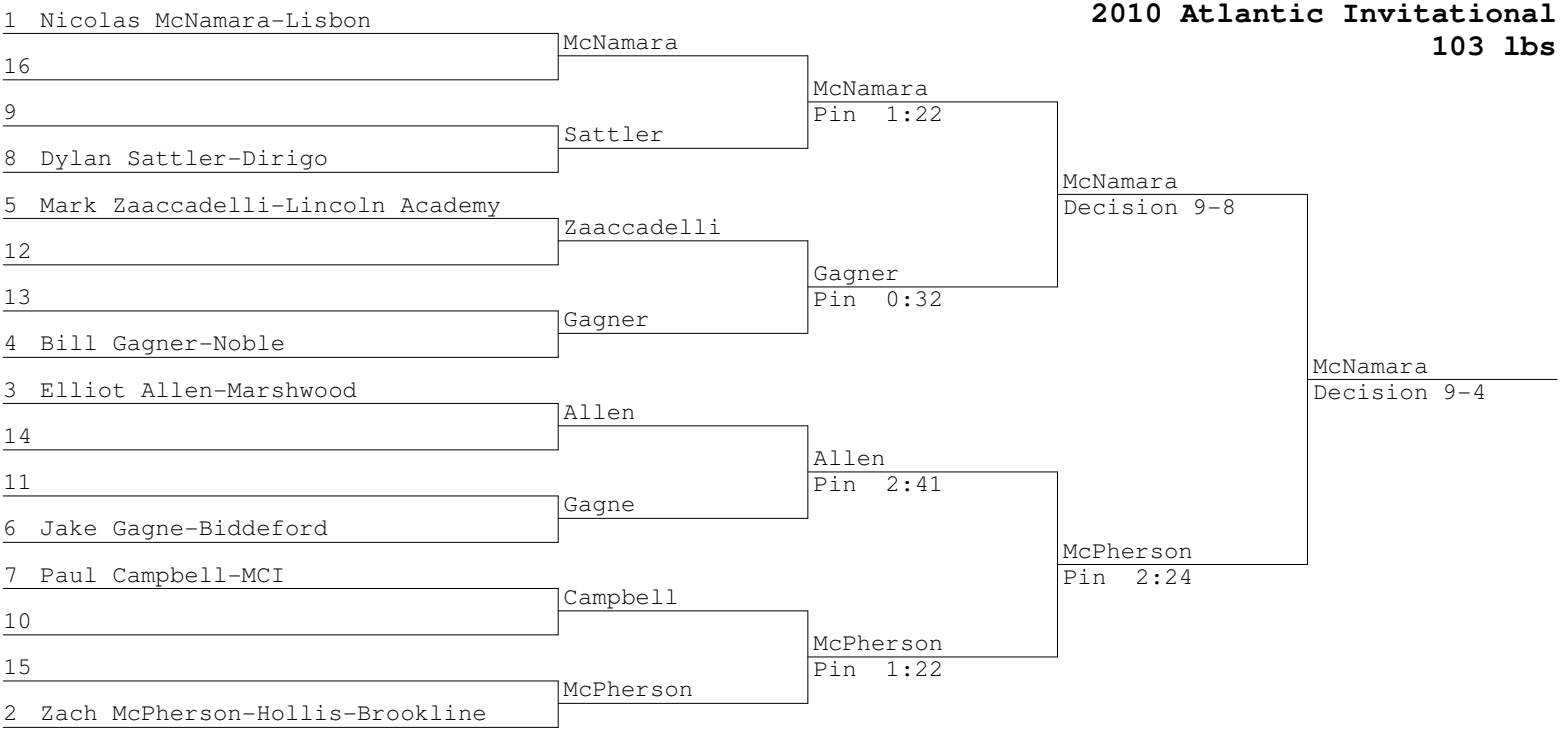 2010 Atlantic Invitational
103 lbs
1 Nicolas McNamara-Lisbon
16
9
8 Dylan Sattler-Dirigo
5 Mark Zaaccadelli-Lincoln Academy
12
13
4 Bill Gagner-Noble
3 Elliot Allen-Marshwood
14
11
6 Jake Gagne-Biddeford
7 Paul Campbell-MCI
10
15
2 Zach McPherson-Hollis-Brookline
McNamara
Sattler
Zaaccadelli
Gagner
Allen
Gagne
Campbell
McPherson
McNamara
Pin 1:22
Gagner
Pin 0:32
Allen
Pin 2:41
McPherson
Pin 1:22
McNamara
Decision 9-8
McPherson
Pin 2:24
McNamara
Decision 9-4